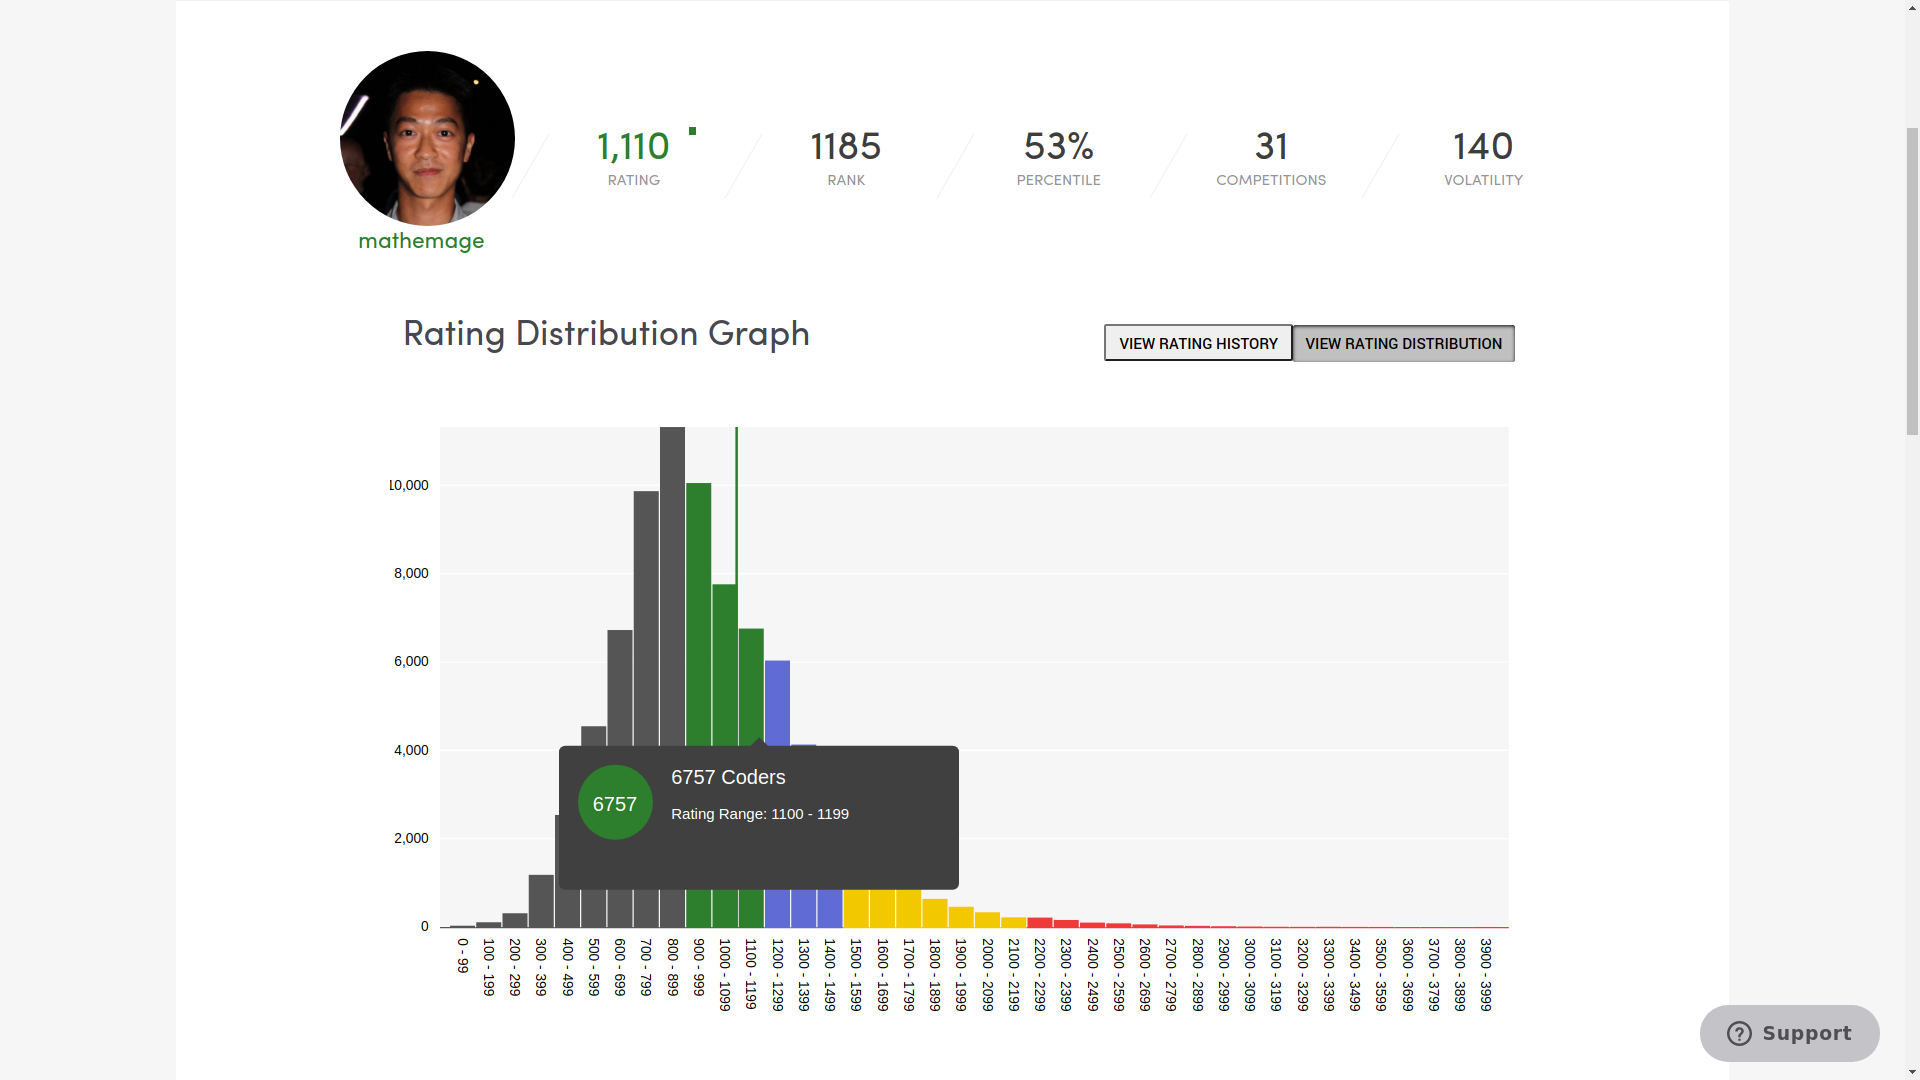 1,110
RATING
1185
RANK
53%
PERCENTILE
31
COMPETITIONS
140
VOLATILITY
mathemage
Rating Distribution Graph
VIEW RATING HISTORY
VIEW RATING DISTRIBUTION
10,000
8,000
6,000
4,000
2,000
0
6757
6757 Coders
Rating Range: 1100 - 1199
0 - 99
100 - 199
200 - 299
300 - 399
400 - 499
500 - 599
600 - 699
700 - 799
800 - 899
900 - 999
1000 - 1099
1100 - 1199
1200 - 1299
1300 - 1399
1400 - 1499
1500 - 1599
1600 - 1699
1700 - 1799
1800 - 1899
1900 - 1999
2000 - 2099
2100 - 2199
2200 - 2299
2300 - 2399
2400 - 2499
2500 - 2599
2600 - 2699
2700 - 2799
2800 - 2899
2900 - 2999
3000 - 3099
3100 - 3199
3200 - 3299
3300 - 3399
3400 - 3499
3500 - 3599
3600 - 3699
3700 - 3799
3800 - 3899
3900 - 3999
Support